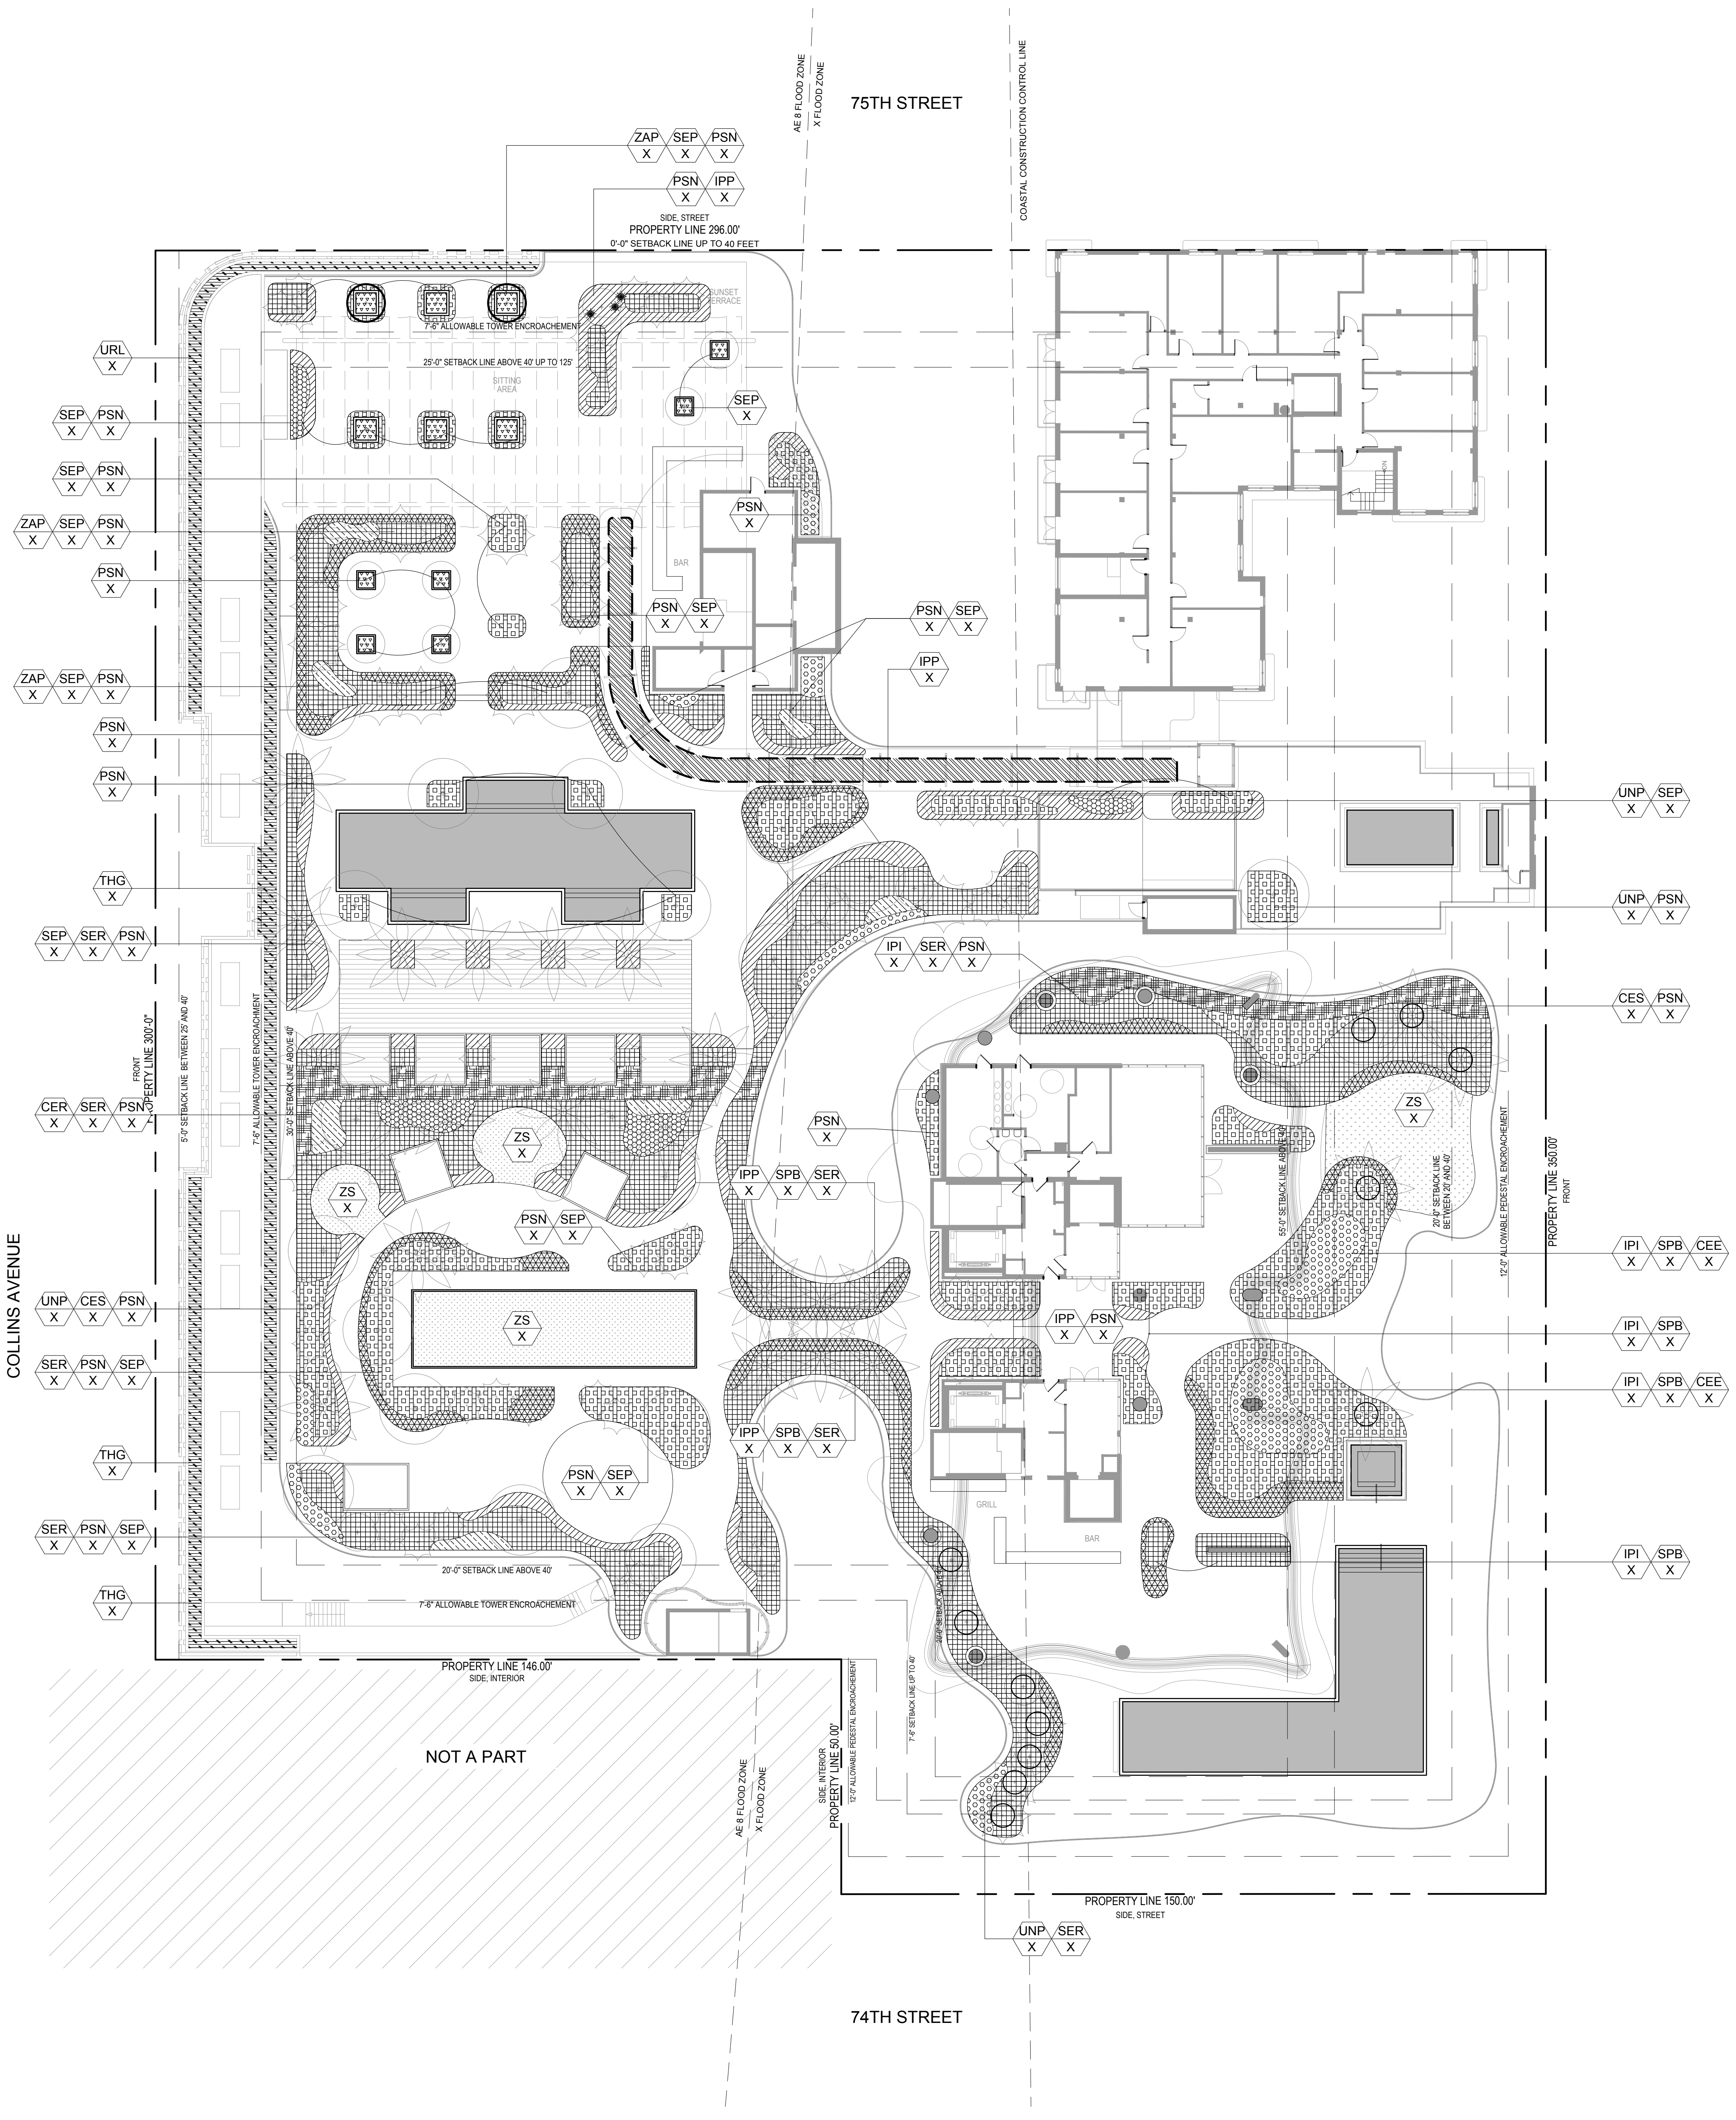 75TH STREET
AE 8 FLOOD ZONE
X FLOOD ZONE
COASTAL CONSTRUCTION CONTROL LINE
ZAP SEP PSN
X X X
PSN IPP
X X
SIDE, STREET
PROPERTY LINE 296.00'
0'-0" SETBACK LINE UP TO 40 FEET
SUNSET
TERRACE
7'-6" ALLOWABLE TOWER ENCROACHEMENT
25'-0" SETBACK LINE ABOVE 40' UP TO 125'
SITTING
AREA
URL
X
SEP PSN
X X
SEP
X
SEP PSN
X X
PSN
X
ZAP SEP PSN
X X X
BAR
DN
PSN
X
PSN SEP
X X
PSN SEP
X X
IPP
X
ZAP SEP PSN
X X X
PSN
X
PSN
X
UNP SEP
X X
THG
X
UNP PSN
X X
SEP SER PSN
X X X
IPI SER PSN
X X X
CES PSN
X X
FRONT
PROPERTY LINE 300'-0"
5'-0" SETBACK LINE BETWEEN 25' AND 40'
7'-6" ALLOWABLE TOWER ENCROACHEMENT
30'-0" SETBACK LINE ABOVE 40'
CER SER PSN
X X X
ZS
X
ZS
X
PSN
X
ZS
X
IPP SPB SER
X X X
PSN SEP
X X
55'-0" SETBACK LINE ABOVE 40'
20'-0" SETBACK LINE
BETWEEN 20' AND 40'
12'-0" ALLOWABLE PEDESTAL ENCROACHEMENT
PROPERTY LINE 350.00'
FRONT
COLLINS AVENUE
IPI SPB CEE
X X X
UNP CES PSN
X X X
ZS
X
IPP PSN
X X
IPI SPB
X X
SER PSN SEP
X X X
IPI SPB CEE
X X X
IPP SPB SER
X X X
THG
X
PSN SEP
X X
GRILL
BAR
SER PSN SEP
X X X
IPI SPB
X X
20'-0" SETBACK LINE ABOVE 40'
7'-6" ALLOWABLE TOWER ENCROACHEMENT
THG
X
20'-0" SETBACK ABOVE 40'
PROPERTY LINE 146.00'
SIDE, INTERIOR
NOT A PART
AE 8 FLOOD ZONE
X FLOOD ZONE
SIDE, INTERIOR
PROPERTY LINE 50.00'
12'-0" ALLOWABLE PEDESTAL ENCROACHEMENT
7'-6" SETBACK LINE UP TO 40'
PROPERTY LINE 150.00'
SIDE, STREET
UNP SER
X X
74TH STREET